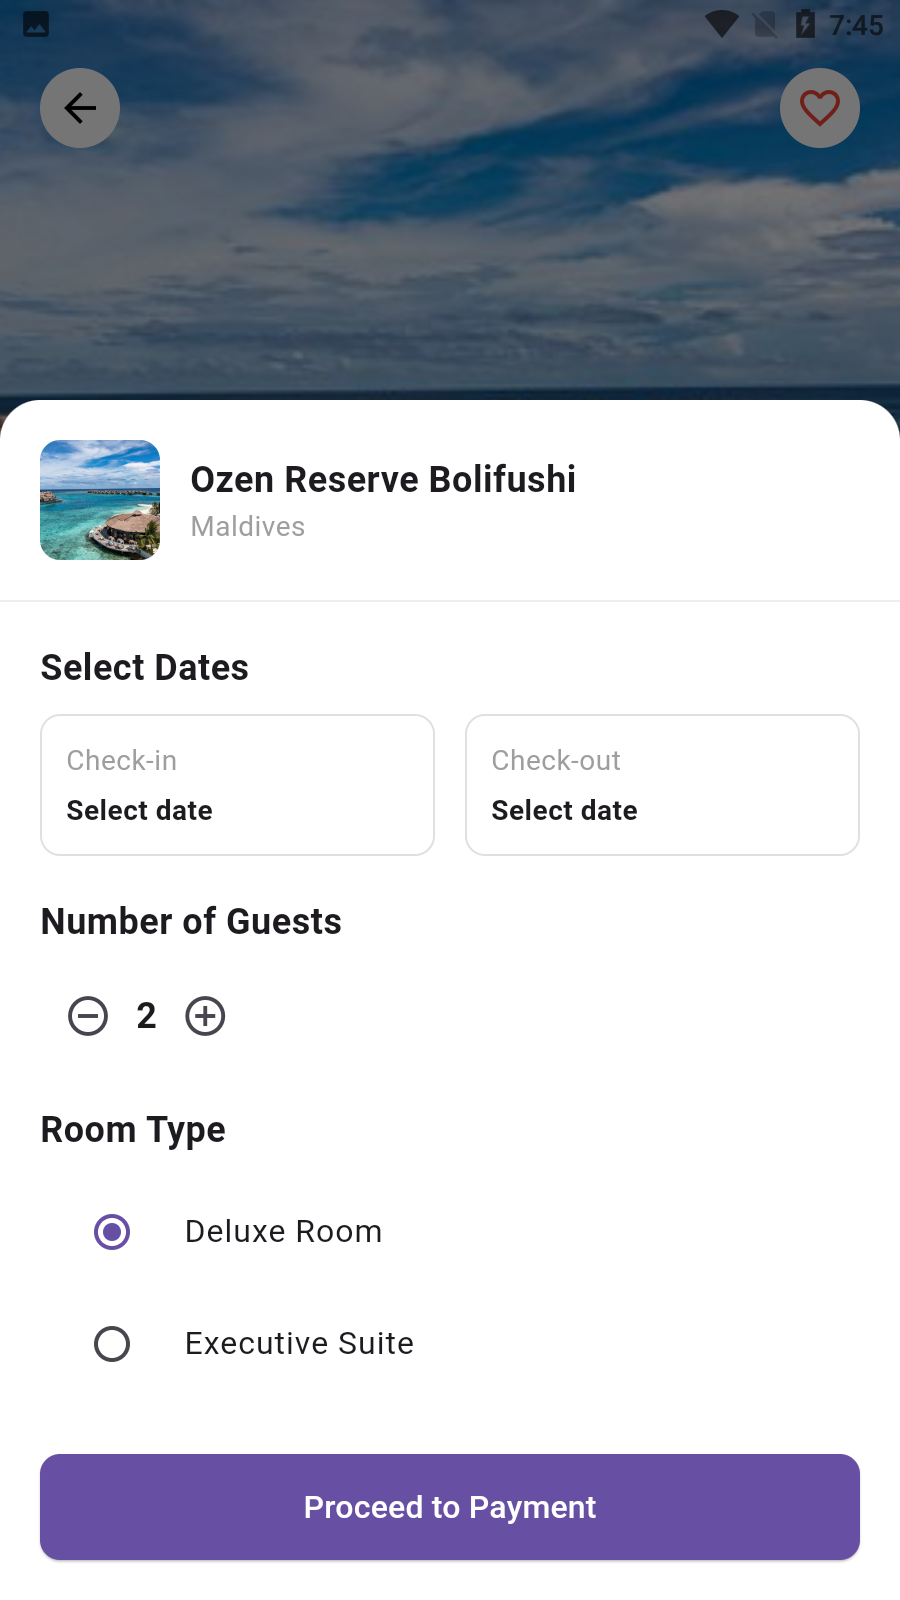 7:45
Ozen Reserve Bolifushi
Maldives
Select Dates
Check-in
Select date
Check-out
Select date
Number of Guests
2
Room Type
Deluxe Room
Executive Suite
Proceed to Payment